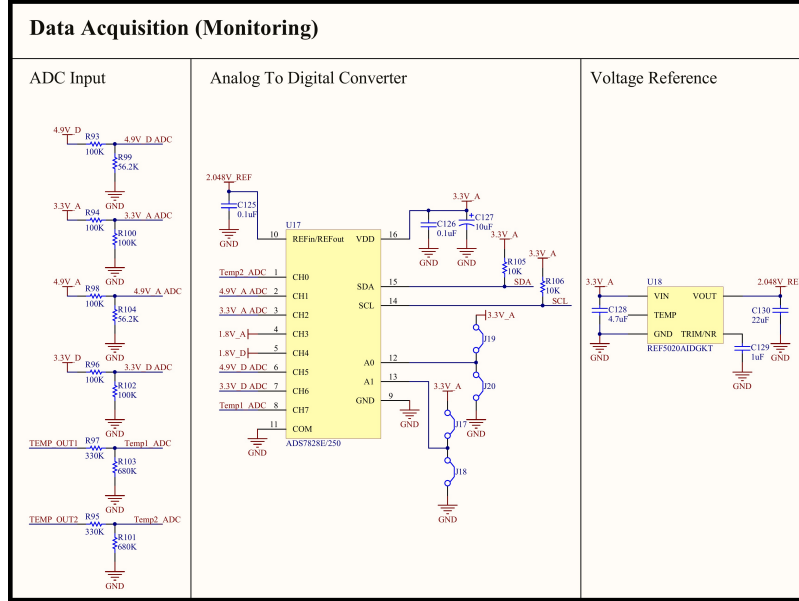 Data Acquisition (Monitoring)
ADC Input
4.9V_D
R93
100K
4.9V_D ADC
R99
56.2K
GND
3.3V_A
R94
100K
3.3V_A ADC
R100
100K
GND
4.9V_A
R98
100K
4.9V_A ADC
R104
56.2K
GND
3.3V_D
R96
100K
3.3V_D ADC
R102
100K
GND
TEMP_OUT1
R97
330K
Temp1_ADC
R103
680K
GND
TEMP_OUT2
R95
330K
Temp2_ADC
R101
680K
GND
Analog To Digital Converter
2.048V_REF
C125
0.1uF
GND
U17
10 REFin/REFout VDD 16
Temp2_ADC 1 CH0
4.9V_A ADC 2 CH1
3.3V_A ADC 3 CH2
1.8V_A 4 CH3
1.8V_D 5 CH4
4.9V_D ADC 6 CH5
3.3V_D ADC 7 CH6
Temp1_ADC 8 CH7
11 COM
GND
SDA 15
SCL 14
A0 12
A1 13
GND 9
GND
ADS7828E/250
3.3V_A
C126
0.1uF
GND
+
C127
10uF
GND
3.3V_A
R105
10K
SDA
3.3V_A
R106
10K
SCL
3.3V_A
J19
J20
GND
3.3V_A
J17
J18
GND
Voltage Reference
3.3V_A
C128
4.7uF
GND
U18
VIN VOUT
TEMP
GND TRIM/NR
REF5020AIDGKT
2.048V_RE
C130
22uF
GND
C129
1uF
GND